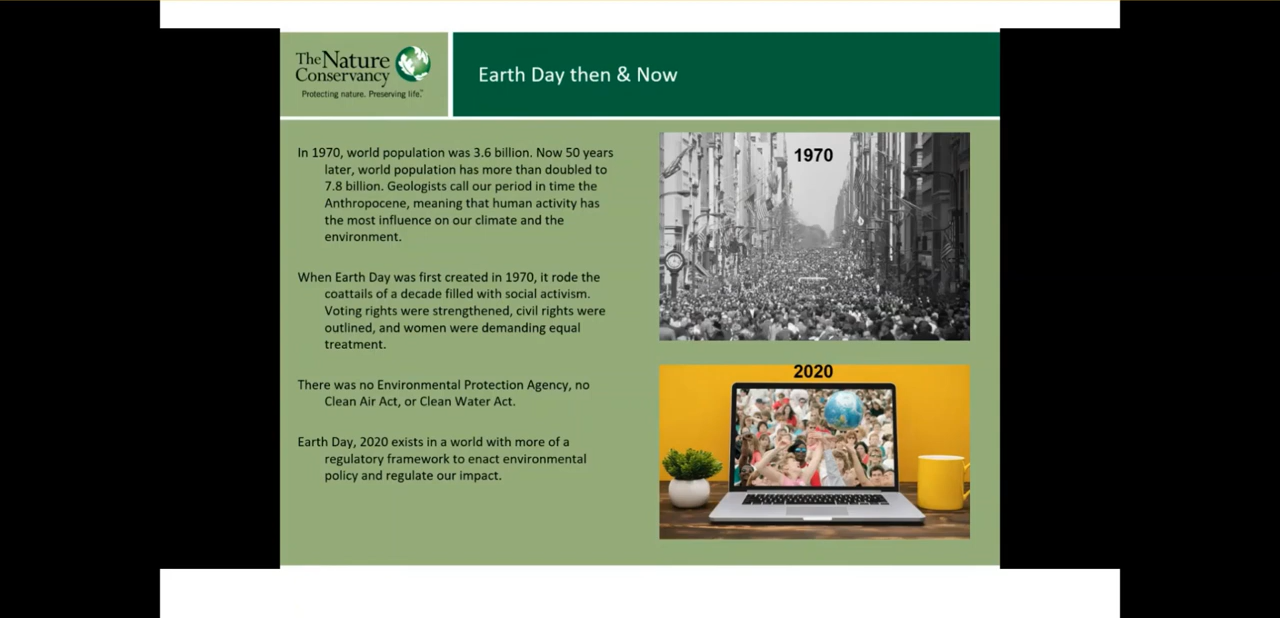 The Nature
Conservancy
Protecting nature. Preserving life.™
Earth Day then & Now
In 1970, world population was 3.6 billion. Now 50 years
later, world population has more than doubled to
7.8 billion. Geologists call our period in time the
Anthropocene, meaning that human activity has
the most influence on our climate and the
environment.
When Earth Day was first created in 1970, it rode the
coattails of a decade filled with social activism.
Voting rights were strengthened, civil rights were
outlined, and women were demanding equal
treatment.
There was no Environmental Protection Agency, no
Clean Air Act, or Clean Water Act.
Earth Day, 2020 exists in a world with more of a
regulatory framework to enact environmental
policy and regulate our impact.
1970
2020